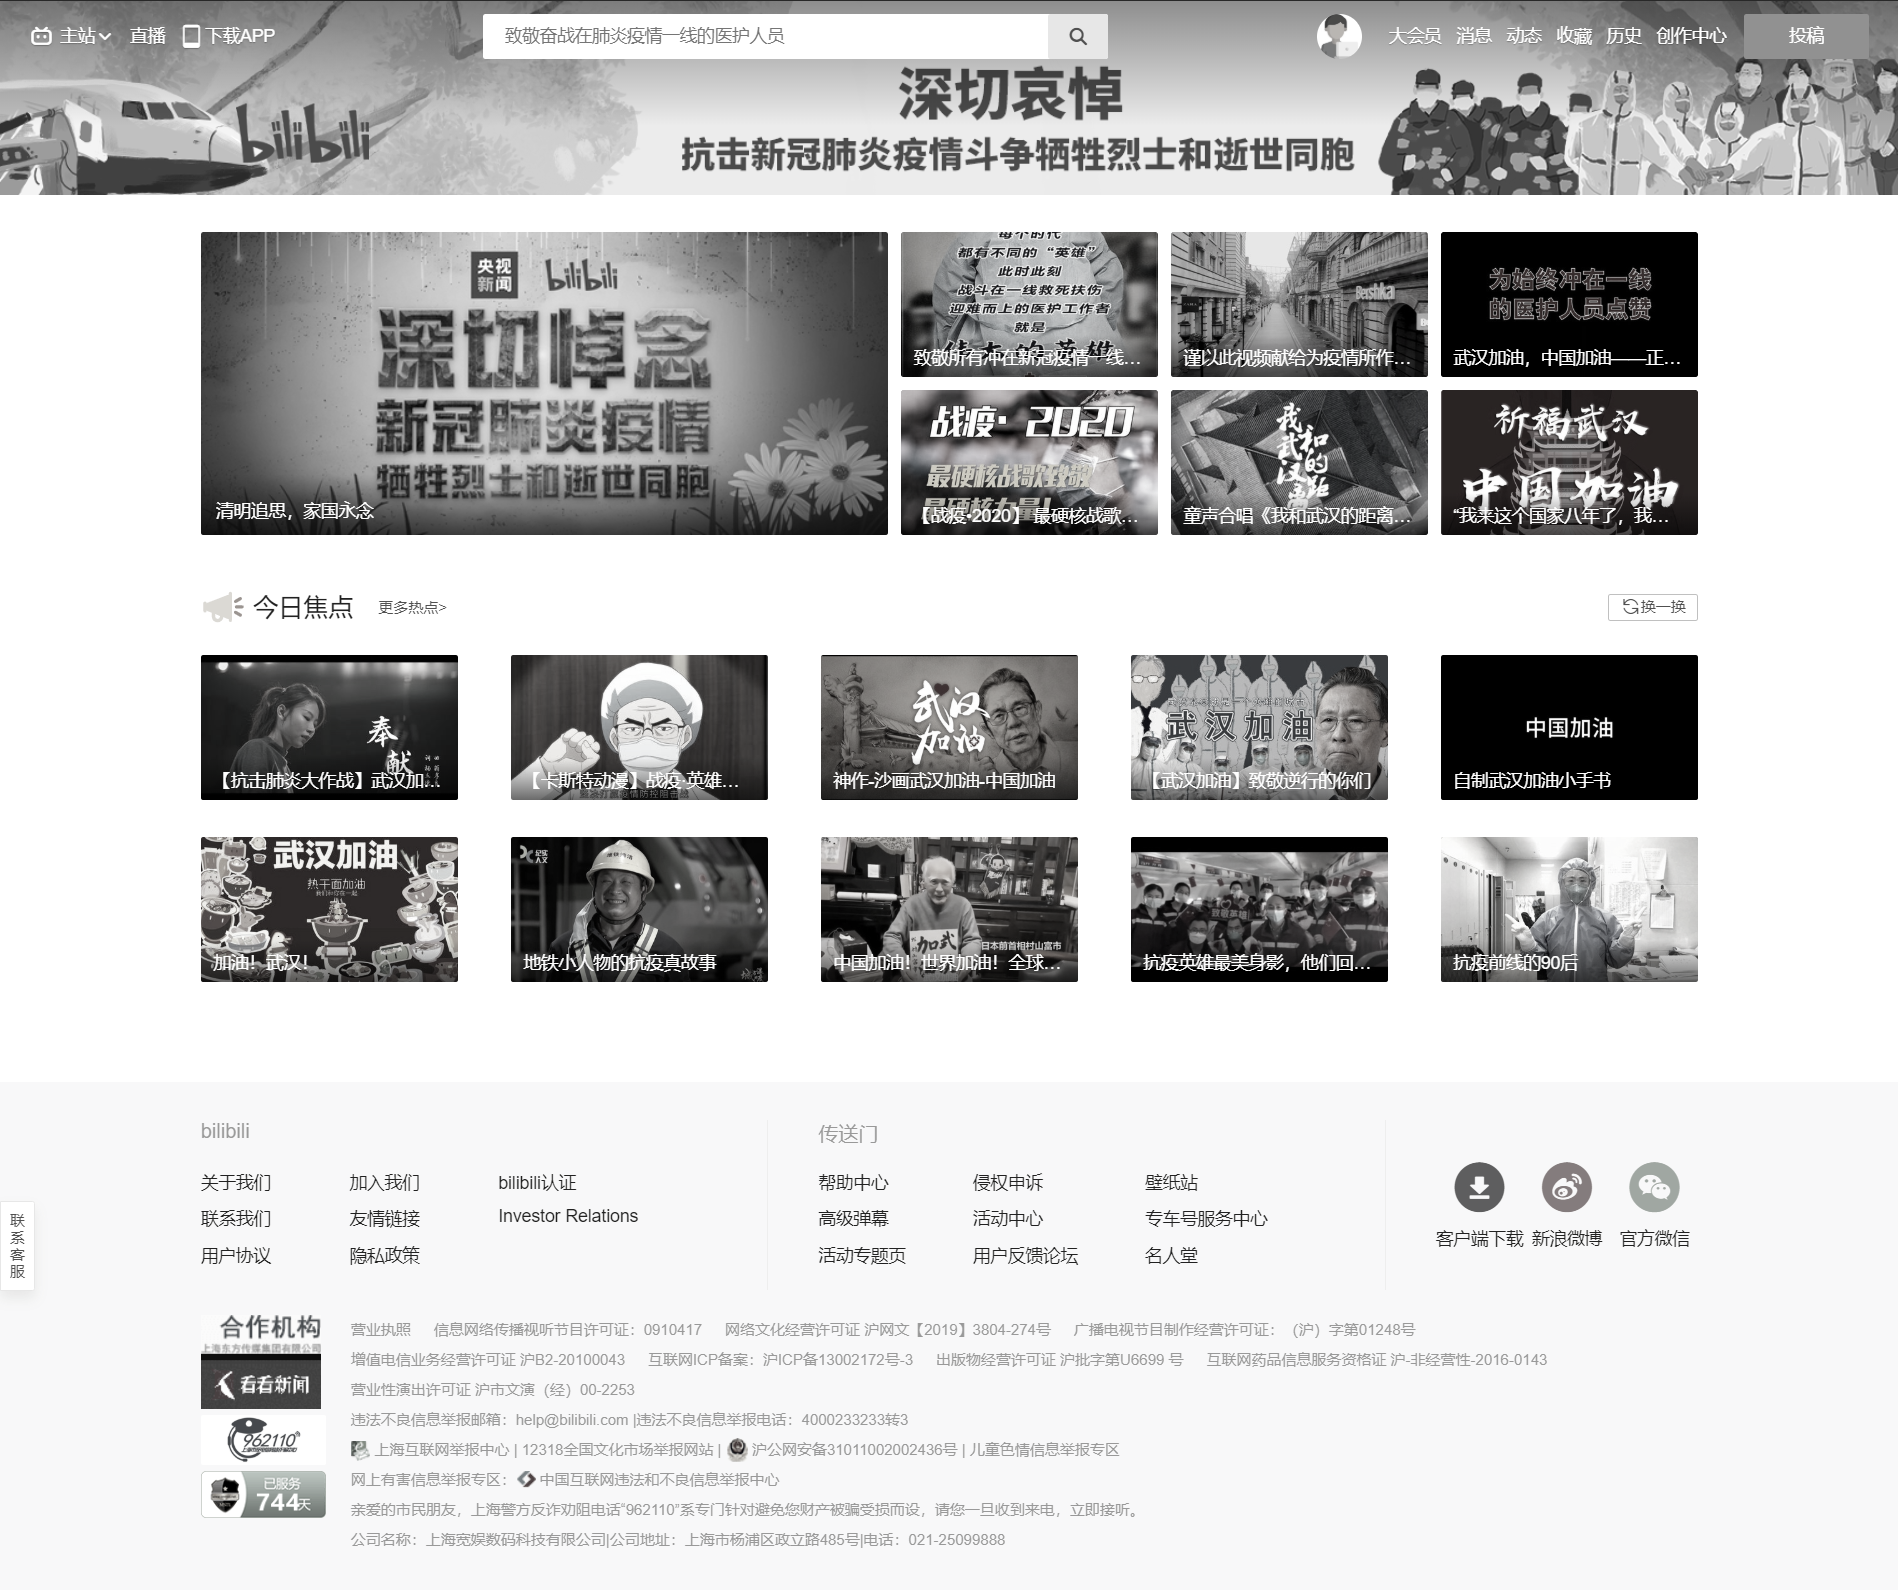 主站
直播
下载APP
致敬奋战在肺炎疫情一线的医护人员
大会员
消息
动态
收藏
历史
创作中心
投稿
bilibili
深切哀悼
抗击新冠肺炎疫情斗争牺牲烈士和逝世同胞
央视新闻
bilibili
深切悼念
新冠肺炎疫情
牺牲烈士和逝世同胞
清明追思，家国永念
每个时代
都有不同的“英雄”
此时此刻
战斗在一线救死扶伤
迎难而上的医护工作者
就是
致敬所有冲在新冠疫情一线…
Bershka
谨以此视频献给为疫情所作…
为始终冲在一线
的医护人员点赞
武汉加油，中国加油——正…
战疫·2020
最硬核战歌致敬
最硬核力量！
【战疫·2020】 最硬核战歌…
我和武汉的距离
童声合唱《我和武汉的距离…
祈福武汉
中国加油
“我来这个国家八年了，我…
今日焦点
更多热点>
换一换
奉献
【抗击肺炎大作战】武汉加…
【卡斯特动漫】战疫·英雄…
武汉加油
神作-沙画武汉加油-中国加油
武汉加油
【武汉加油】致敬逆行的你们
中国加油
自制武汉加油小手书
武汉加油
热干面加油
加油！武汉！
纪实人文
地铁小人物的抗疫真故事
加武
日本前首相村山富市
中国加油！世界加油！全球…
致敬英雄
抗疫英雄最美身影，他们回…
抗疫前线的90后
bilibili
关于我们
加入我们
bilibili认证
联系我们
友情链接
Investor Relations
用户协议
隐私政策
传送门
帮助中心
侵权申诉
壁纸站
高级弹幕
活动中心
专车号服务中心
活动专题页
用户反馈论坛
名人堂
客户端下载
新浪微博
官方微信
联系客服
合作机构
上海东方传媒集团有限公司
看看新闻
962110
已服务
744天
营业执照 信息网络传播视听节目许可证：0910417 网络文化经营许可证 沪网文【2019】3804-274号 广播电视节目制作经营许可证：（沪）字第01248号
增值电信业务经营许可证 沪B2-20100043 互联网ICP备案：沪ICP备13002172号-3 出版物经营许可证 沪批字第U6699 号 互联网药品信息服务资格证 沪-非经营性-2016-0143
营业性演出许可证 沪市文演（经）00-2253
违法不良信息举报邮箱：help@bilibili.com |违法不良信息举报电话：4000233233转3
上海互联网举报中心 | 12318全国文化市场举报网站 | 沪公网安备31011002002436号 | 儿童色情信息举报专区
网上有害信息举报专区：中国互联网违法和不良信息举报中心
亲爱的市民朋友，上海警方反诈劝阻电话“962110”系专门针对避免您财产被骗受损而设，请您一旦收到来电，立即接听。
公司名称：上海宽娱数码科技有限公司|公司地址：上海市杨浦区政立路485号|电话：021-25099888